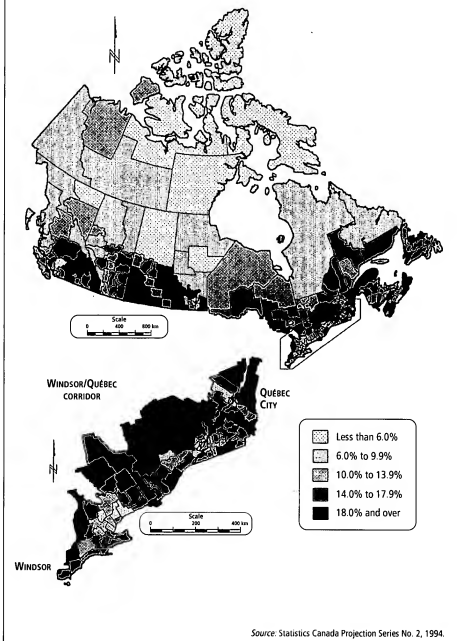 N
Scale
0 400 800 km
WINDSOR/QUÉBEC
CORRIDOR
QUÉBEC
CITY
N
Less than 6.0%
6.0% to 9.9%
10.0% to 13.9%
14.0% to 17.9%
18.0% and over
Scale
0 200 400 km
WINDSOR
Source: Statistics Canada Projection Series No. 2, 1994.